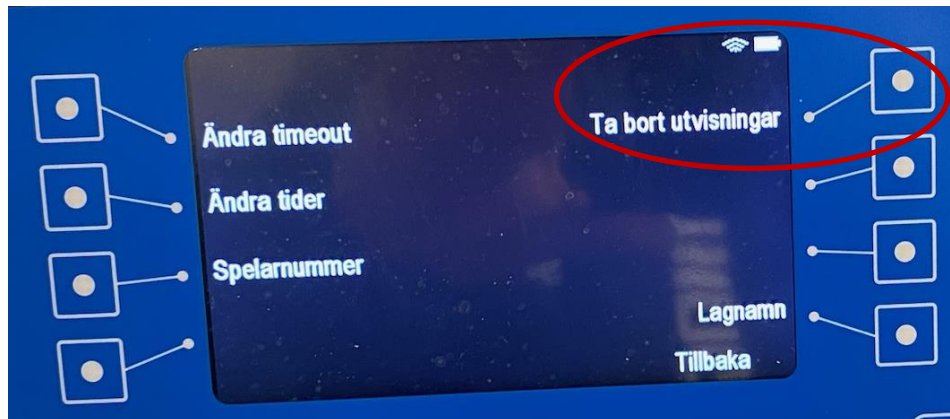 Ändra timeout
Ta bort utvisningar
Ändra tider
Spelarnummer
Lagnamn
Tillbaka